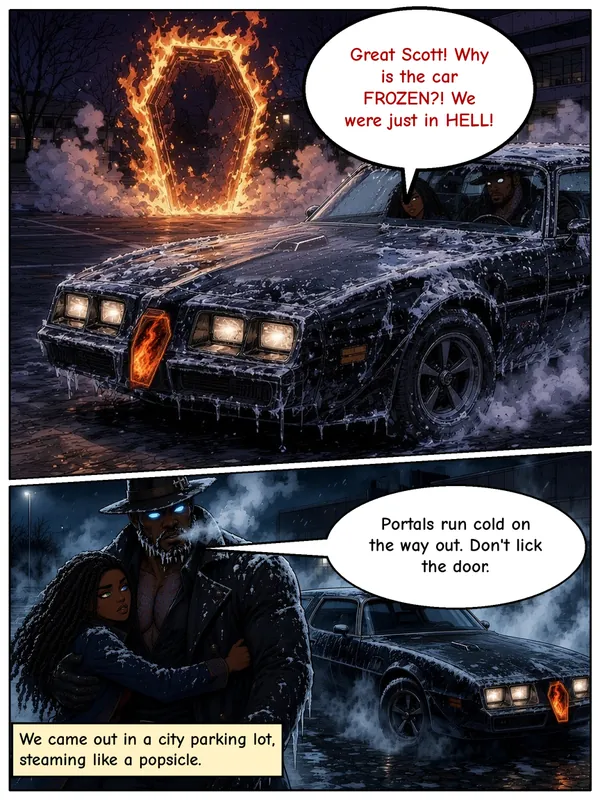 Great Scott! Why
is the car
FROZEN?! We
were just in HELL!
Portals run cold on
the way out. Don't lick
the door.
We came out in a city parking lot,
steaming like a popsicle.